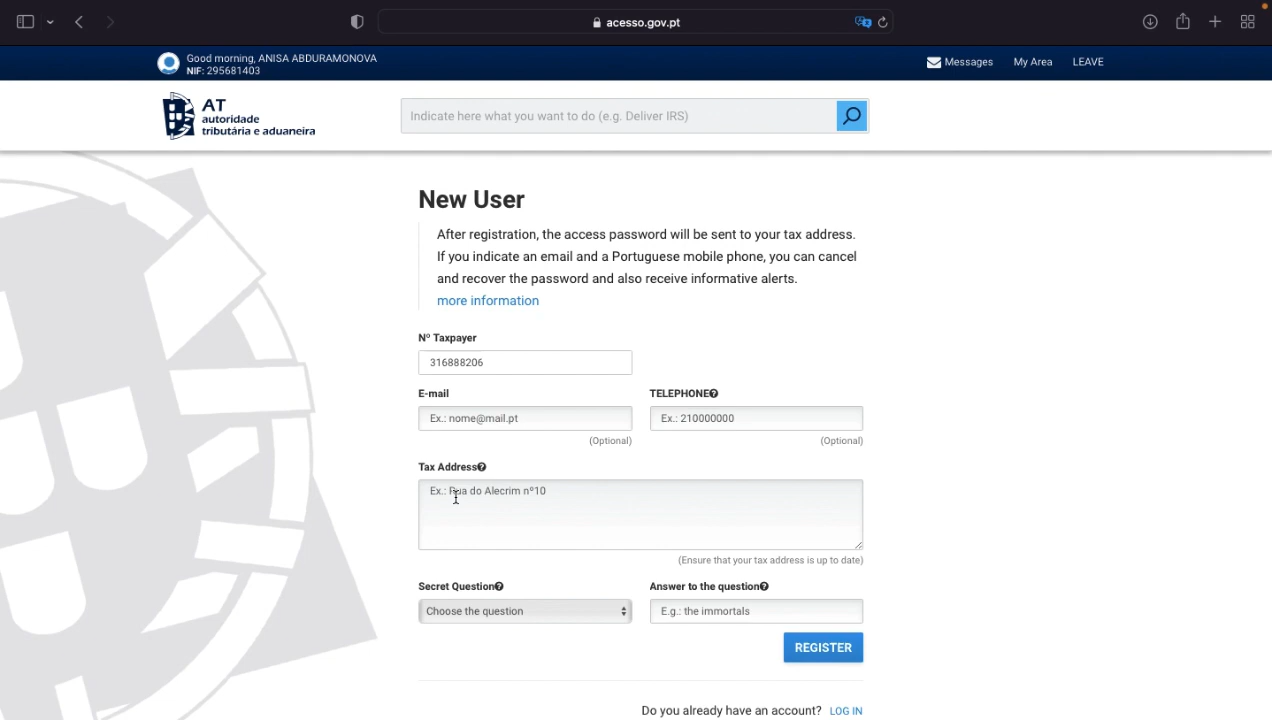 acesso.gov.pt
Good morning, ANISA ABDURAMONOVA
NIF: 295681403
Messages
My Area
LEAVE
AT
autoridade
tributária e aduaneira
Indicate here what you want to do (e.g. Deliver IRS)
New User
After registration, the access password will be sent to your tax address.
If you indicate an email and a Portuguese mobile phone, you can cancel
and recover the password and also receive informative alerts.
more information
Nº Taxpayer
316888206
E-mail
TELEPHONE
Ex.: nome@mail.pt
Ex.: 210000000
(Optional)
(Optional)
Tax Address
Ex.: Rua do Alecrim nº10
(Ensure that your tax address is up to date)
Secret Question
Answer to the question
Choose the question
E.g.: the immortals
REGISTER
Do you already have an account? LOG IN